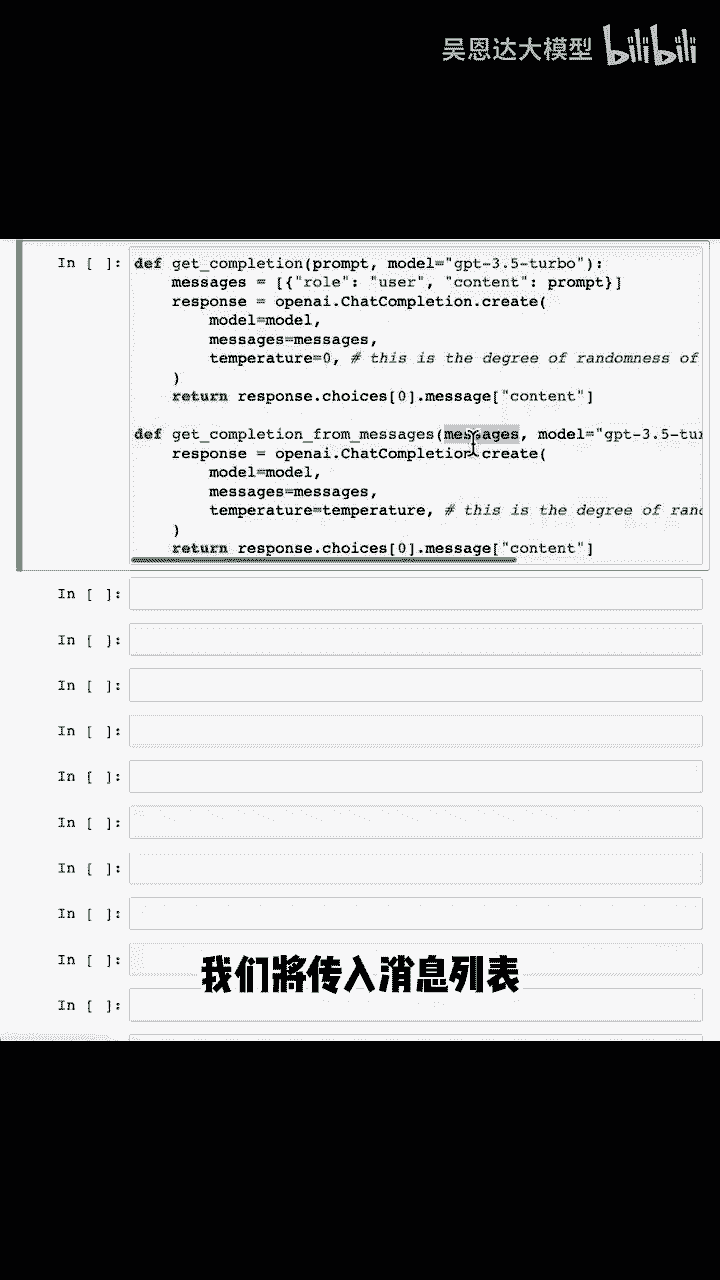 吴恩达大模型 bilibili
In [ ]: def get_completion(prompt, model="gpt-3.5-turbo"):
messages = [{"role": "user", "content": prompt}]
response = openai.ChatCompletion.create(
model=model,
messages=messages,
temperature=0, # this is the degree of randomness of
)
return response.choices[0].message["content"]
def get_completion_from_messages(messages, model="gpt-3.5-tur
response = openai.ChatCompletion.create(
model=model,
messages=messages,
temperature=temperature, # this is the degree of rand
)
return response.choices[0].message["content"]
In [ ]:
In [ ]:
In [ ]:
In [ ]:
In [ ]:
In [ ]:
In [ ]:
In [ ]:
In [ ]:
我们將传入消息列表
In [ ]: